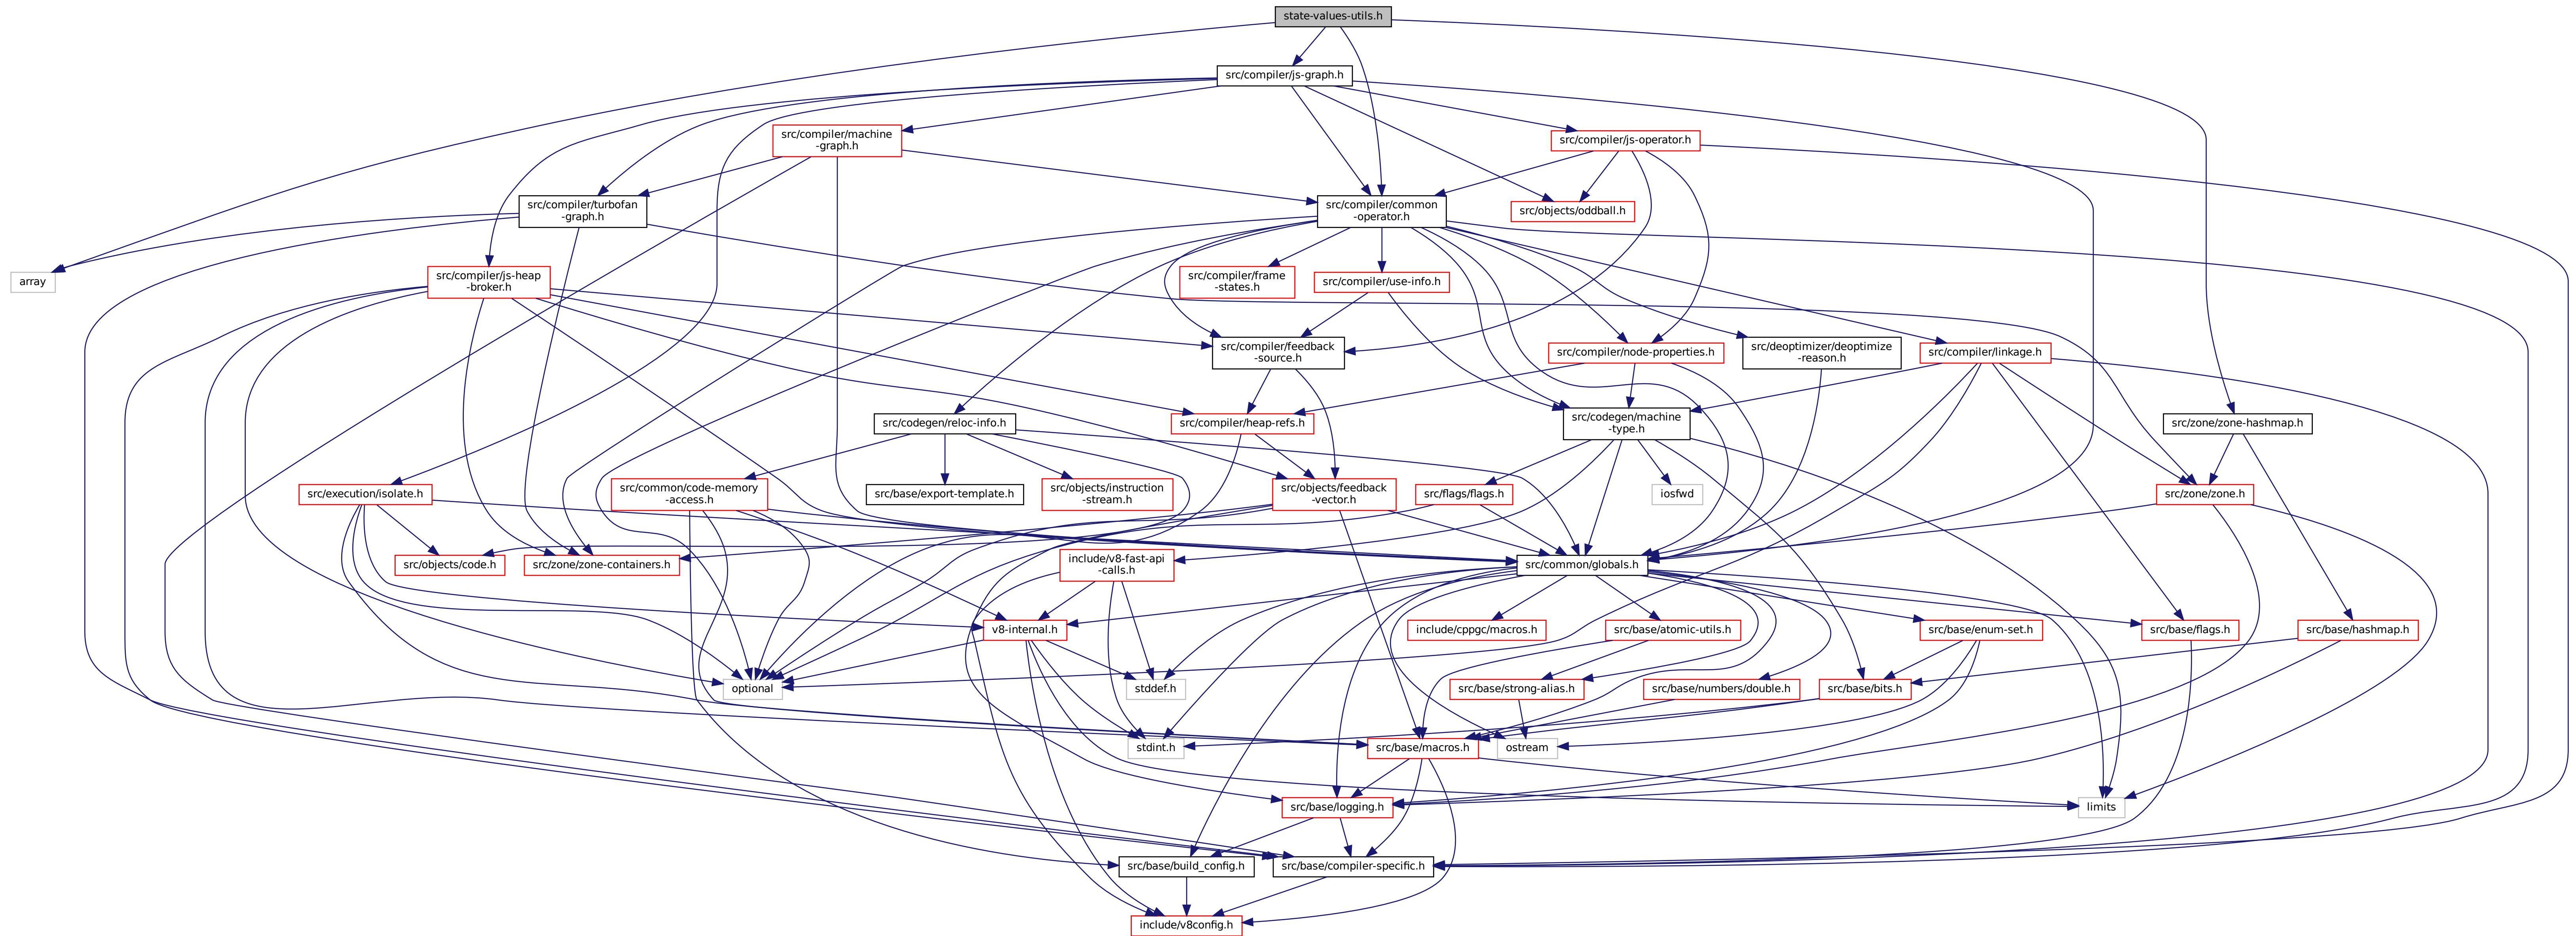 state-values-utils.h
src/compiler/js-graph.h
src/compiler/machine
-graph.h
src/compiler/js-operator.h
src/compiler/turbofan
-graph.h
src/compiler/common
-operator.h
src/objects/oddball.h
array
src/compiler/js-heap
-broker.h
src/compiler/frame
-states.h
src/compiler/use-info.h
src/compiler/feedback
-source.h
src/compiler/node-properties.h
src/deoptimizer/deoptimize
-reason.h
src/compiler/linkage.h
src/codegen/reloc-info.h
src/compiler/heap-refs.h
src/codegen/machine
-type.h
src/zone/zone-hashmap.h
src/execution/isolate.h
src/common/code-memory
-access.h
src/base/export-template.h
src/objects/instruction
-stream.h
src/objects/feedback
-vector.h
src/flags/flags.h
iosfwd
src/zone/zone.h
src/objects/code.h
src/zone/zone-containers.h
include/v8-fast-api
-calls.h
src/common/globals.h
v8-internal.h
include/cppgc/macros.h
src/base/atomic-utils.h
src/base/enum-set.h
src/base/flags.h
src/base/hashmap.h
optional
stddef.h
src/base/strong-alias.h
src/base/numbers/double.h
src/base/bits.h
stdint.h
src/base/macros.h
ostream
src/base/logging.h
limits
src/base/build_config.h
src/base/compiler-specific.h
include/v8config.h